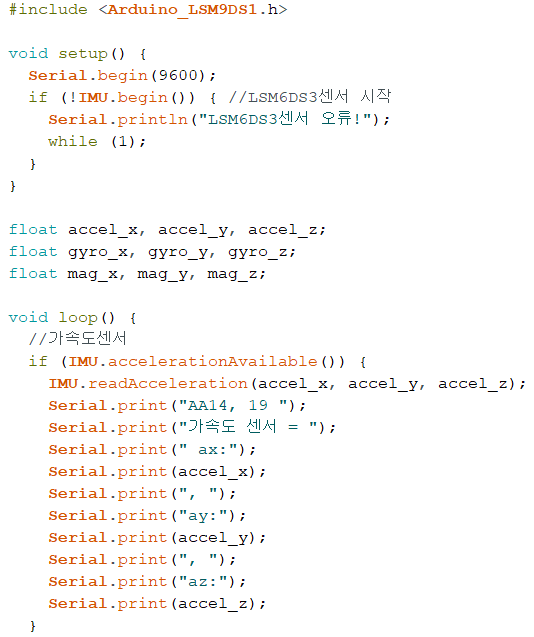 #include <Arduino_LSM9DS1.h>

void setup() {
  Serial.begin(9600);
  if (!IMU.begin()) { //LSM6DS3센서 시작
    Serial.println("LSM6DS3센서 오류!");
    while (1);
  }
}

float accel_x, accel_y, accel_z;
float gyro_x, gyro_y, gyro_z;
float mag_x, mag_y, mag_z;

void loop() {
  //가속도센서
  if (IMU.accelerationAvailable()) {
    IMU.readAcceleration(accel_x, accel_y, accel_z);
    Serial.print("AA14, 19 ");
    Serial.print("가속도 센서 = ");
    Serial.print(" ax:");
    Serial.print(accel_x);
    Serial.print(", ");
    Serial.print("ay:");
    Serial.print(accel_y);
    Serial.print(", ");
    Serial.print("az:");
    Serial.print(accel_z);
  }